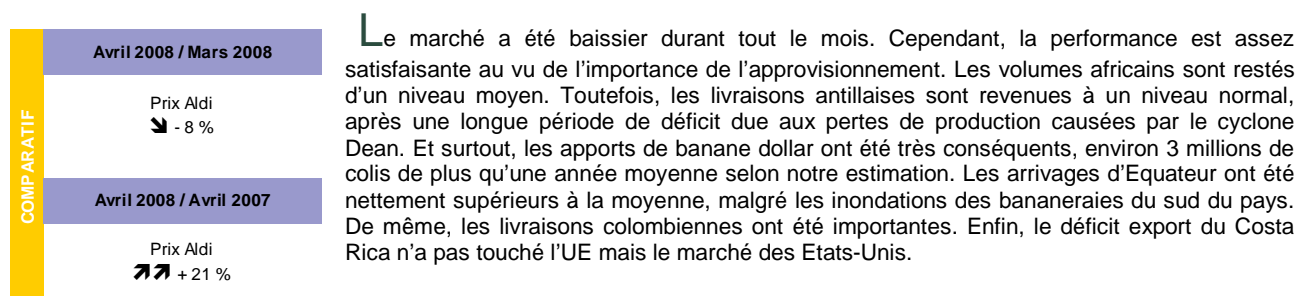 COMPARATIF
Avril 2008 / Mars 2008
Prix Aldi
➘ - 8 %
Avril 2008 / Avril 2007
Prix Aldi
➚➚ + 21 %
Le marché a été baissier durant tout le mois. Cependant, la performance est assez
satisfaisante au vu de l’importance de l’approvisionnement. Les volumes africains sont restés
d’un niveau moyen. Toutefois, les livraisons antillaises sont revenues à un niveau normal,
après une longue période de déficit due aux pertes de production causées par le cyclone
Dean. Et surtout, les apports de banane dollar ont été très conséquents, environ 3 millions de
colis de plus qu’une année moyenne selon notre estimation. Les arrivages d’Equateur ont été
nettement supérieurs à la moyenne, malgré les inondations des bananeraies du sud du pays.
De même, les livraisons colombiennes ont été importantes. Enfin, le déficit export du Costa
Rica n’a pas touché l’UE mais le marché des Etats-Unis.